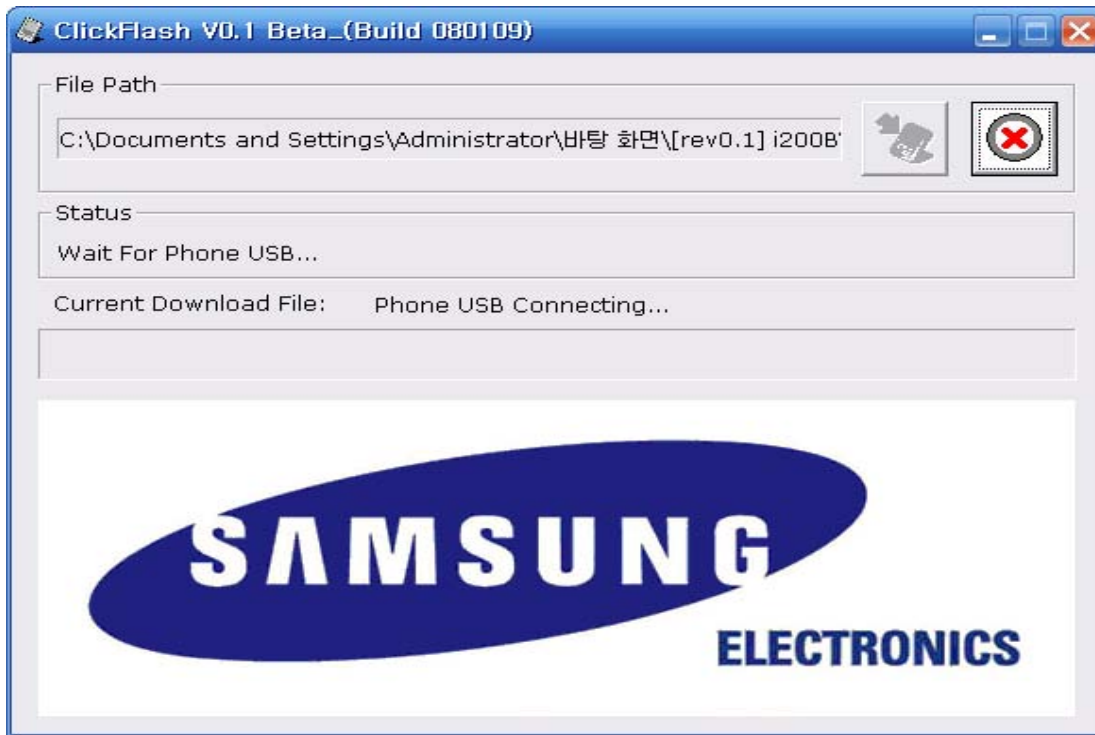 ClickFlash V0.1 Beta_(Build 080109)
File Path
C:\Documents and Settings\Administrator\바탕 화면\[rev0.1] i200B
Status
Wait For Phone USB...
Current Download File: Phone USB Connecting...
SAMSUNG
ELECTRONICS